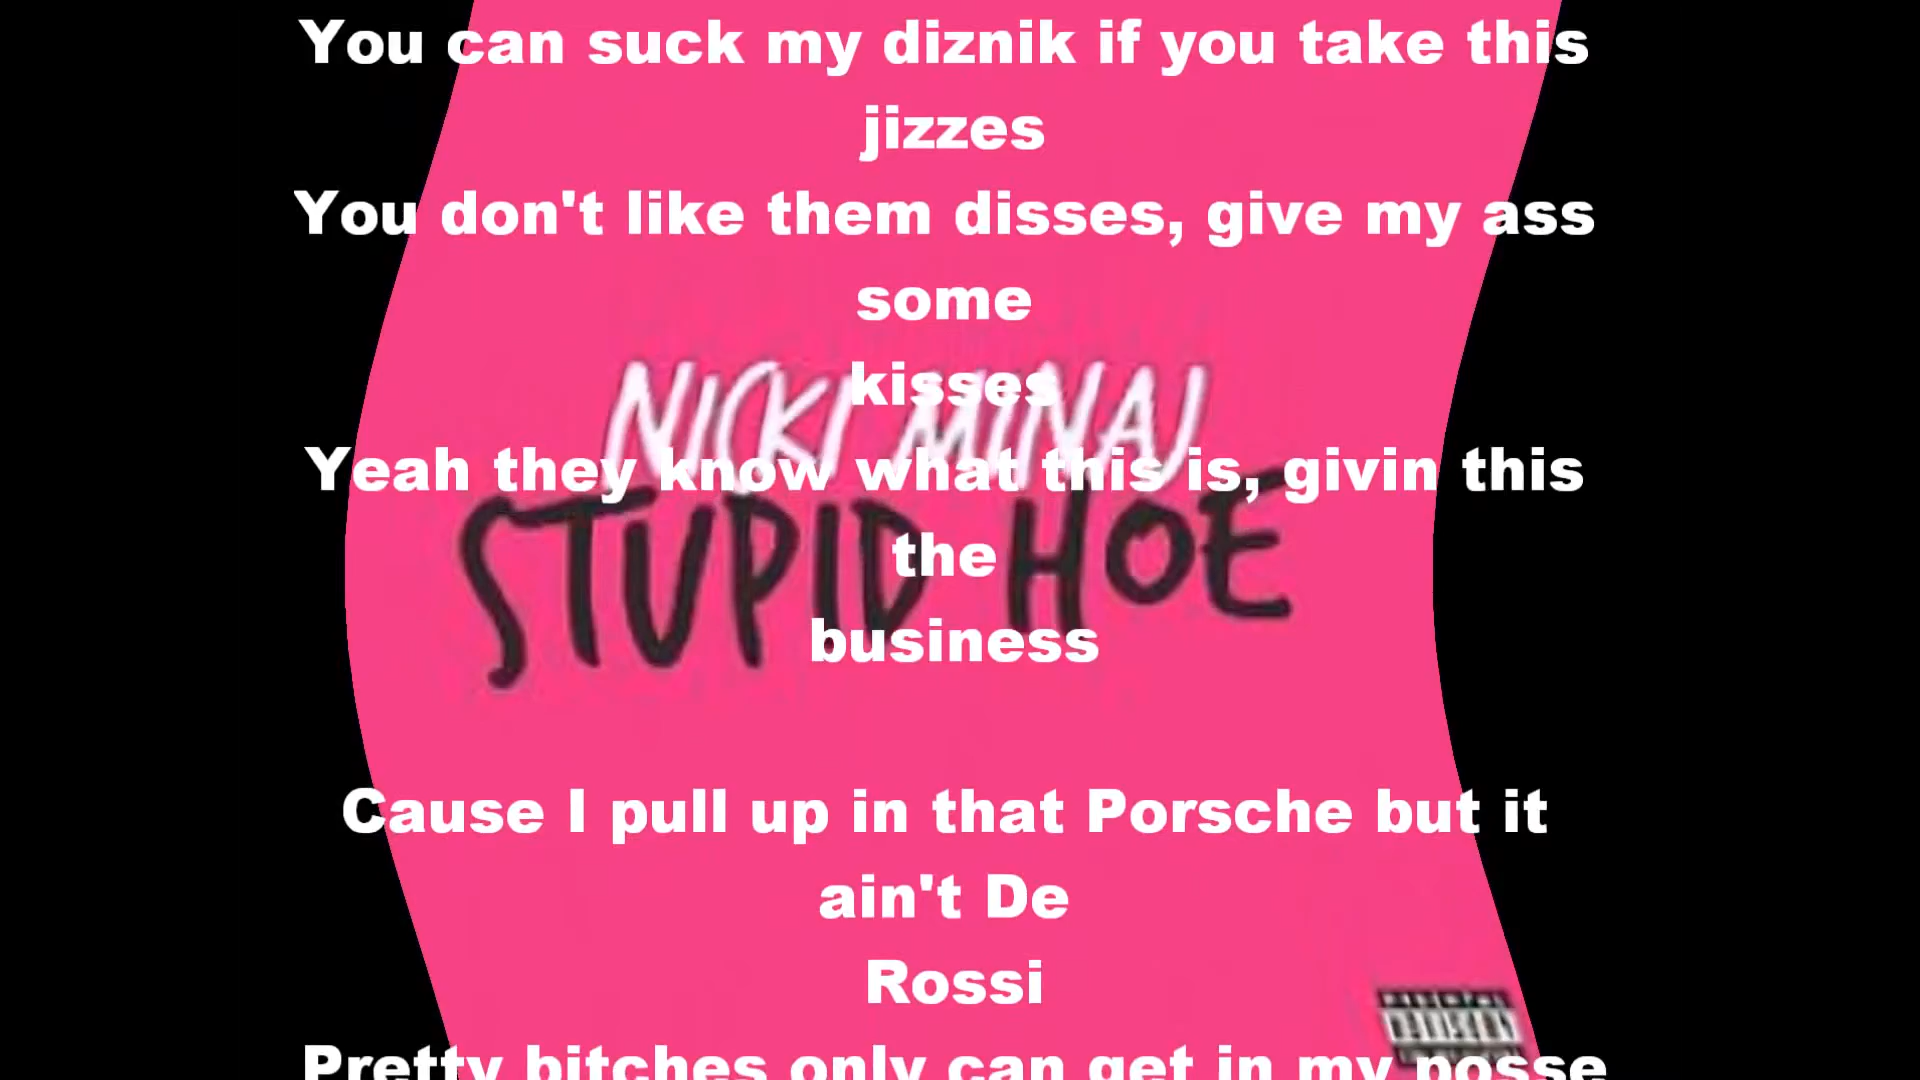 You can suck my diznik if you take this
jizzes
You don't like them disses, give my ass
some
kisses
NICKI MINAJ
Yeah they know what this is, givin this
STUPID HOE
the
business
Cause I pull up in that Porsche but it
ain't De
Rossi
Pretty bitches only can get in my posse